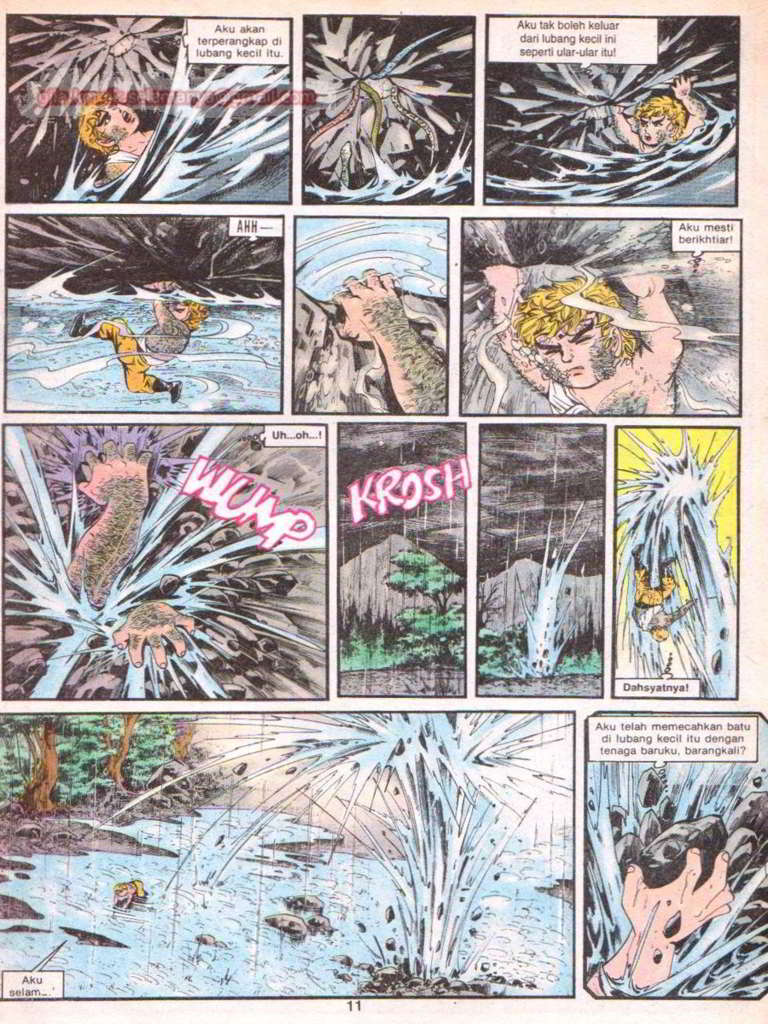 Aku akan
terperangkap di
lubang kecil itu.
Aku tak boleh keluar
dari lubang kecil ini
seperti ular-ular itu!
AHH—
Aku mesti
berikhtiar!
Uh...oh...!
WUMP
KROSH
Dahsyatnya!
Aku
selam...
Aku telah memecahkan batu
di lubang kecil itu dengan
tenaga baruku, barangkali?
11